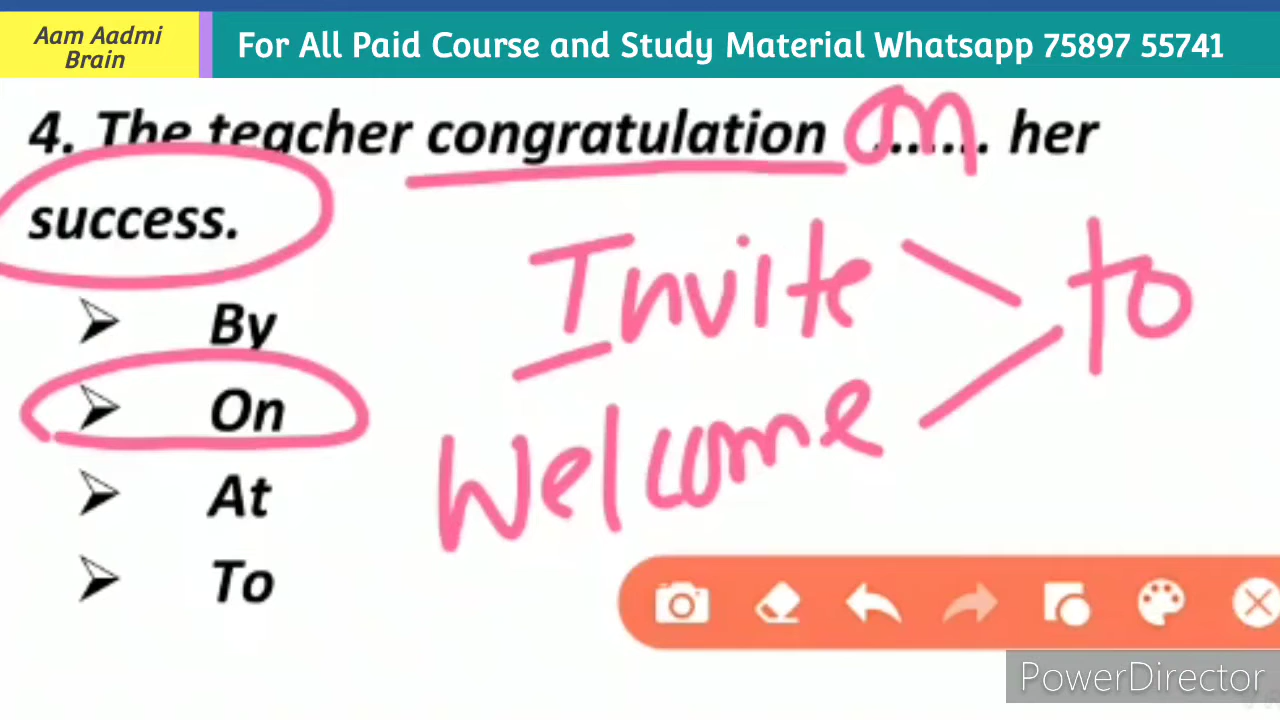 Aam Aadmi
Brain
For All Paid Course and Study Material Whatsapp 75897 55741
4. The teacher congratulation ...... her
on
success.
Invite
to
Welcome
By
On
At
To
PowerDirector